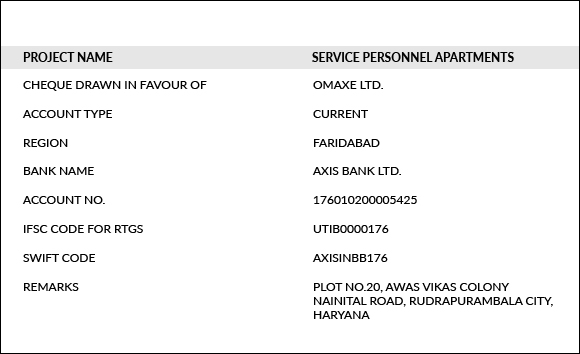 PROJECT NAME SERVICE PERSONNEL APARTMENTS
CHEQUE DRAWN IN FAVOUR OF OMAXE LTD.
ACCOUNT TYPE CURRENT
REGION FARIDABAD
BANK NAME AXIS BANK LTD.
ACCOUNT NO. 176010200005425
IFSC CODE FOR RTGS UTIB0000176
SWIFT CODE AXISINBB176
REMARKS PLOT NO.20, AWAS VIKAS COLONY
NAINITAL ROAD, RUDRAPURAMBALA CITY,
HARYANA